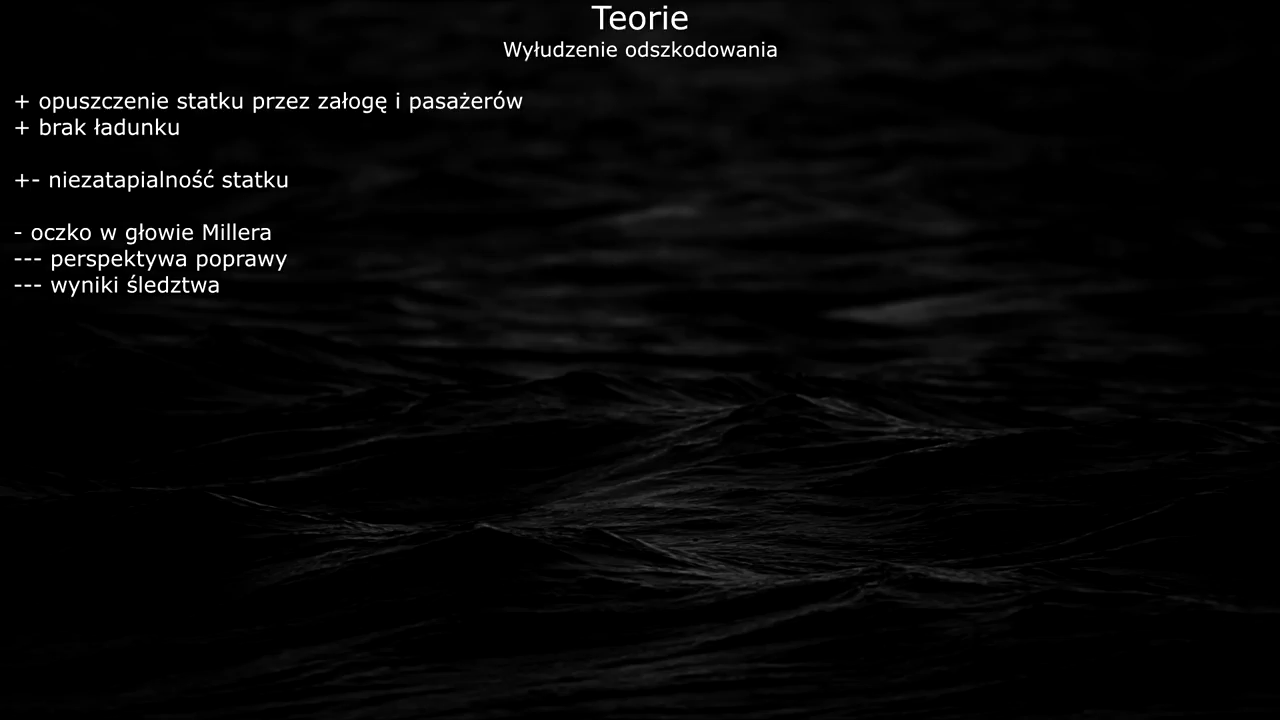 Teorie
Wyłudzenie odszkodowania
+ opuszczenie statku przez załogę i pasażerów
+ brak ładunku
+- niezatapialność statku
- oczko w głowie Millera
--- perspektywa poprawy
--- wyniki śledztwa